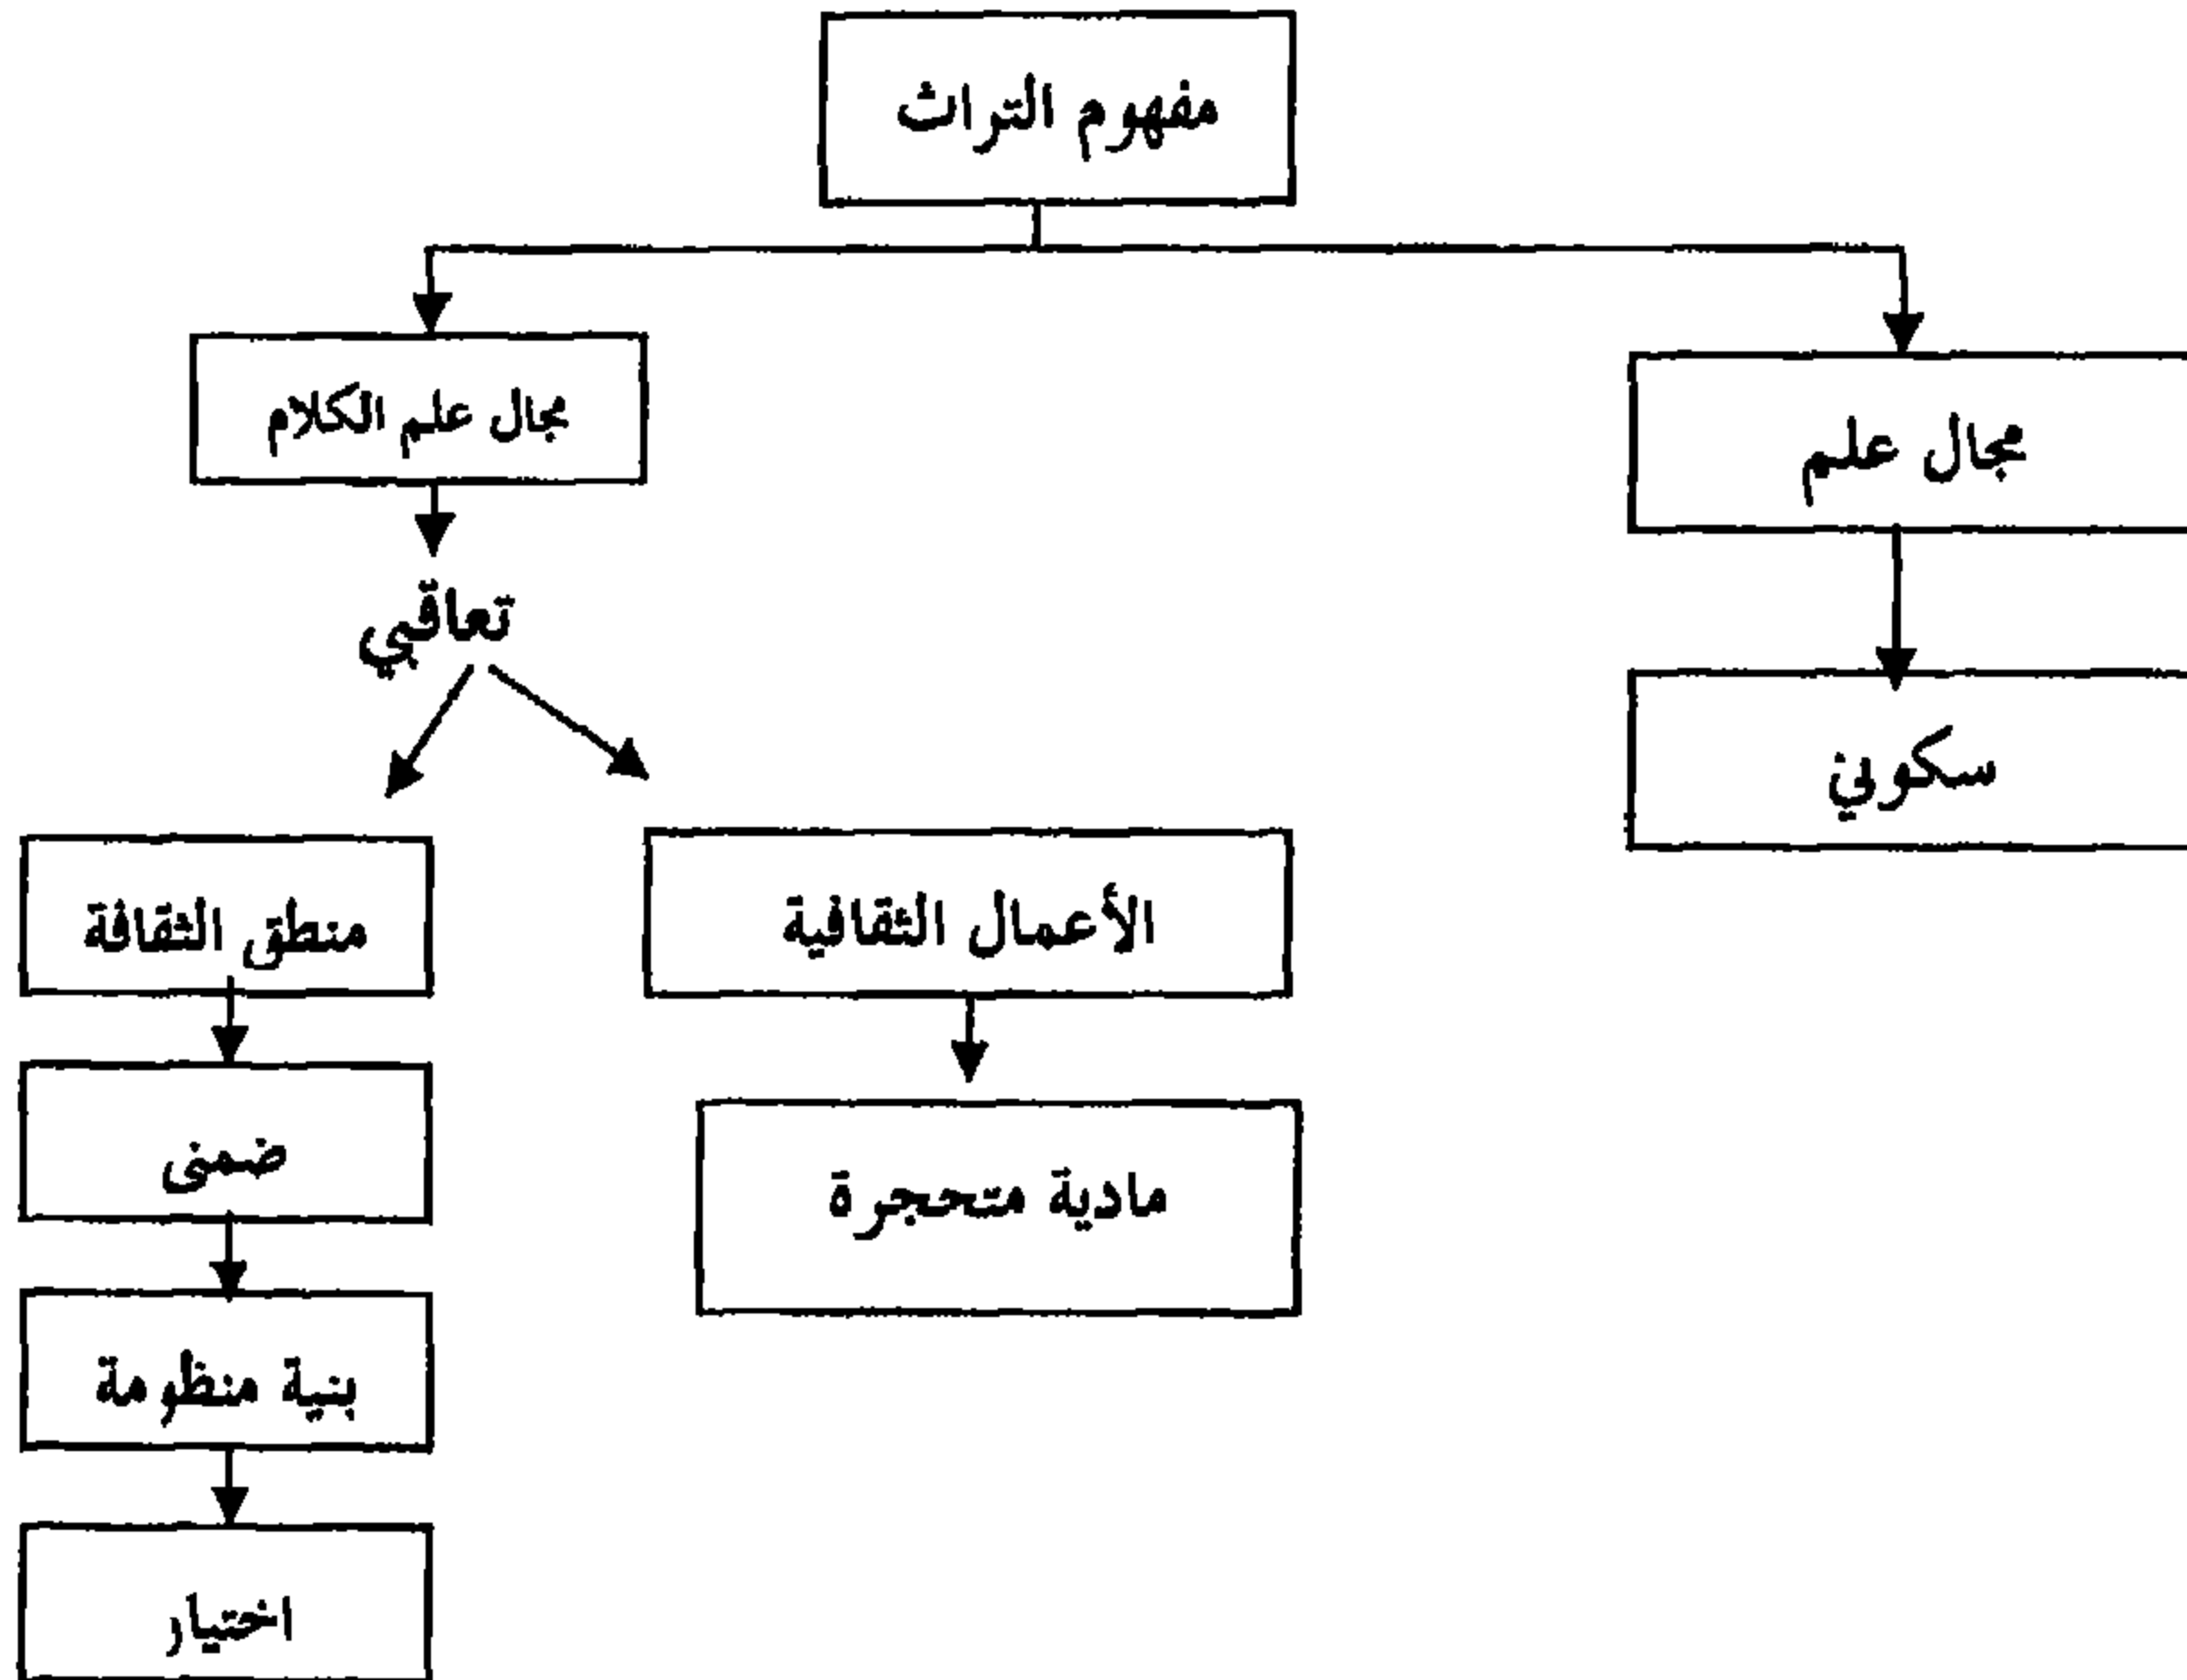 مفهوم التراث
مجال علم
سكوني
مجال علم الكلام
تعاقبي
الأعمال الثقافية
مادية متحجرة
منطق الثقافة
ضمنى
بنية منظومة
اختيار